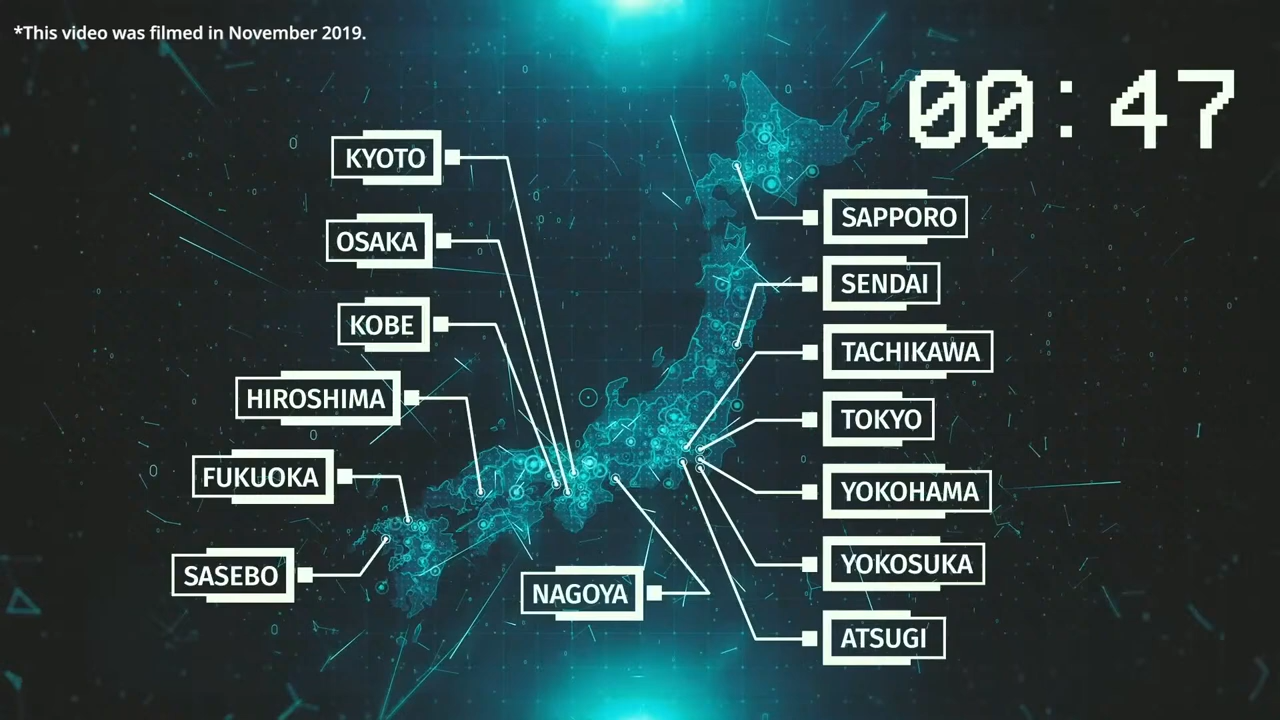 *This video was filmed in November 2019.
00:47
KYOTO
OSAKA
KOBE
HIROSHIMA
FUKUOKA
SASEBO
NAGOYA
SAPPORO
SENDAI
TACHIKAWA
TOKYO
YOKOHAMA
YOKOSUKA
ATSUGI